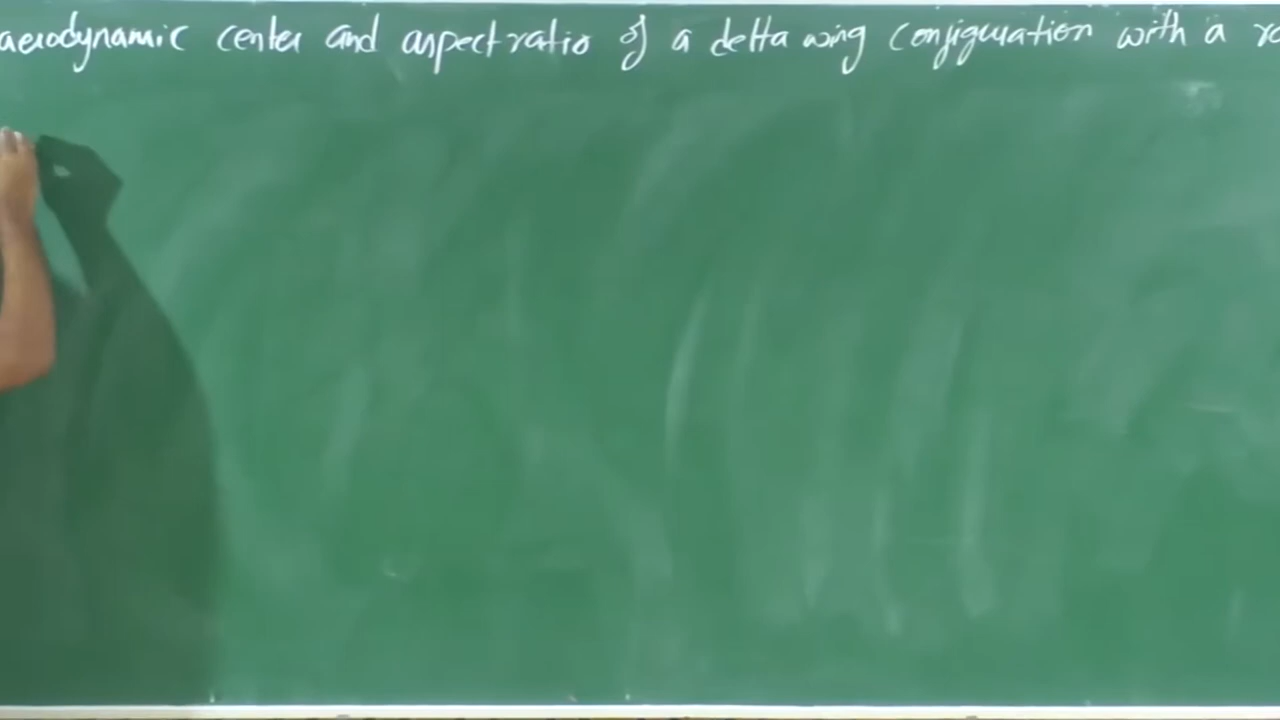 aerodynamic center and aspect ratio of a delta wing configuration with a